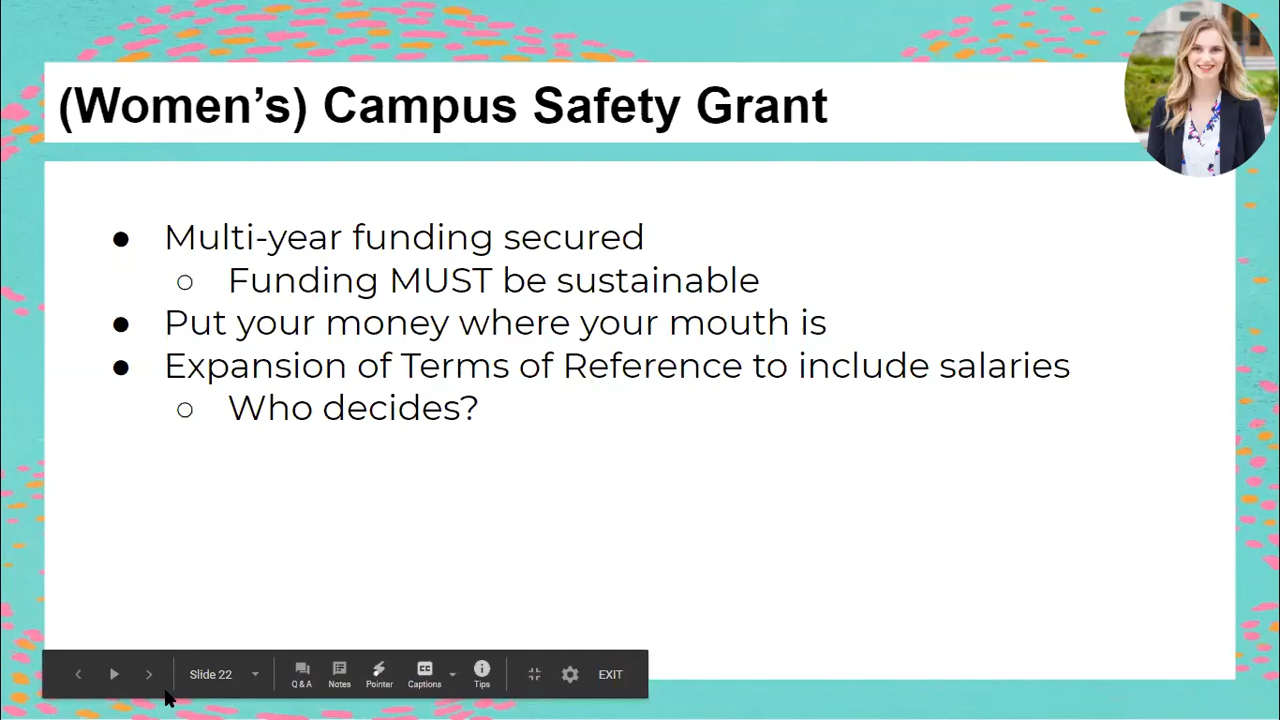 (Women’s) Campus Safety Grant
● Multi-year funding secured
○ Funding MUST be sustainable
● Put your money where your mouth is
● Expansion of Terms of Reference to include salaries
○ Who decides?
Slide 22
Q & A
Notes
Pointer
CC
Captions
Tips
EXIT